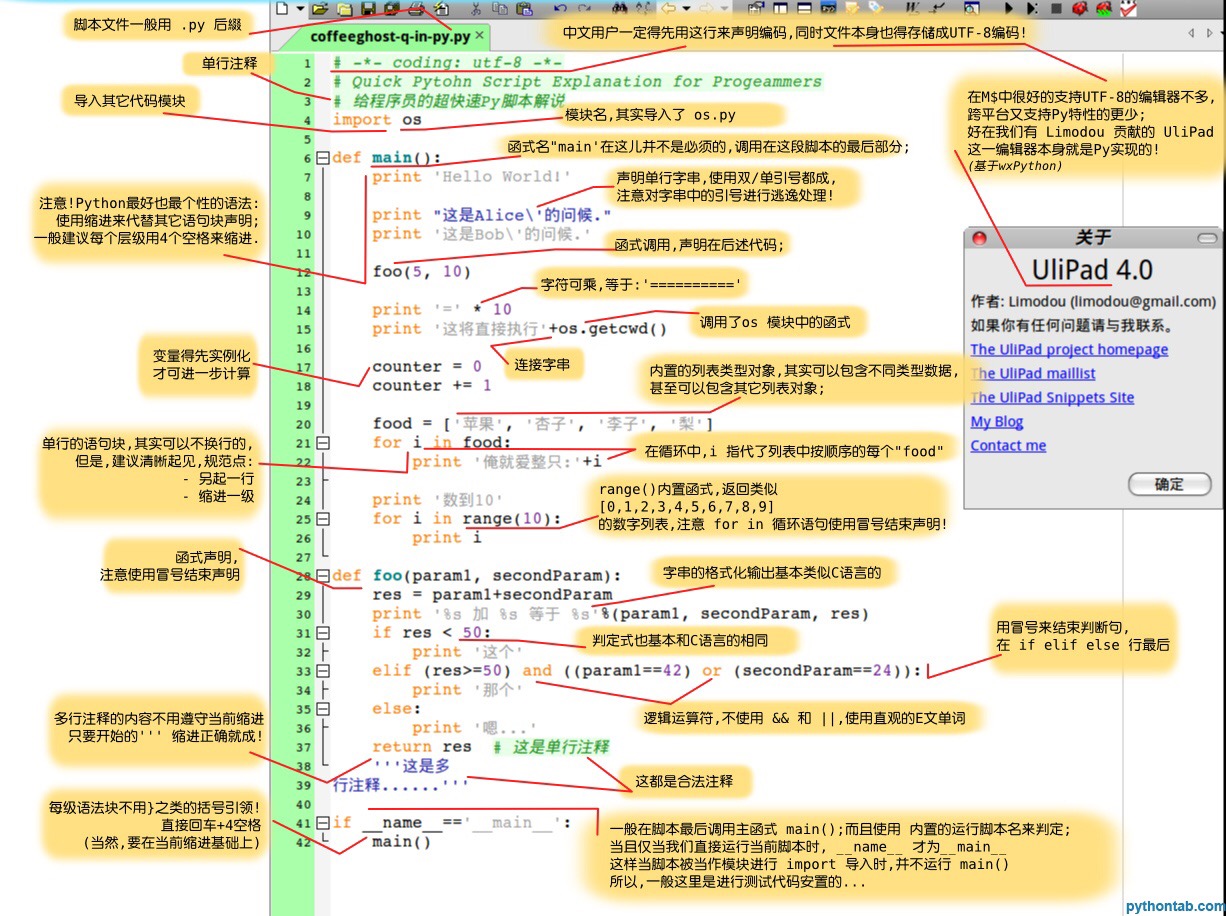 脚本文件一般用 .py 后缀
coffeeghost-q-in-py.py
中文用户一定得先用这行来声明编码,同时文件本身也得存储成UTF-8编码!
单行注释
导入其它代码模块
1 # -*- coding: utf-8 -*-
2 # Quick Pytohn Script Explanation for Progeammers
3 # 给程序员的超快速Py脚本解说
4 import os
模块名,其实导入了 os.py
在M$中很好的支持UTF-8的编辑器不多,
跨平台又支持Py特性的更少;
好在我们有 Limodou 贡献的 UliPad
这一编辑器本身就是Py实现的!
(基于wxPython)
5
函式名"main'在这儿并不是必须的,调用在这段脚本的最后部分;
6 def main():
7 print 'Hello World!'
8
声明单行字串,使用双/单引号都成,
注意对字串中的引号进行逃逸处理!
9 print "这是Alice\'的问候."
10 print '这是Bob\'的问候.'
注意!Python最好也最个性的语法:
使用缩进来代替其它语句块声明;
一般建议每个层级用4个空格来缩进.
11
函式调用,声明在后述代码;
12 foo(5, 10)
13
字符可乘,等于:'=========='
14 print '=' * 10
15 print '这将直接执行'+os.getcwd()
调用了os 模块中的函式
16
连接字串
变量得先实例化
才可进一步计算
17 counter = 0
18 counter += 1
19
内置的列表类型对象,其实可以包含不同类型数据,
甚至可以包含其它列表对象;
20 food = ['苹果', '杏子', '李子', '梨']
21 for i in food:
22 print '俺就爱整只:'+i
在循环中,i 指代了列表中按顺序的每个"food"
单行的语句块,其实可以不换行的,
但是,建议清晰起见,规范点:
- 另起一行
- 缩进一级
23
24 print '数到10'
25 for i in range(10):
26 print i
range()内置函式,返回类似
[0,1,2,3,4,5,6,7,8,9]
的数字列表,注意 for in 循环语句使用冒号结束声明!
27
函式声明,
注意使用冒号结束声明
28 def foo(param1, secondParam):
29 res = param1+secondParam
30 print '%s 加 %s 等于 %s'%(param1, secondParam, res)
字串的格式化输出基本类似C语言的
31 if res < 50:
32 print '这个'
判定式也基本和C语言的相同
33 elif (res>=50) and ((param1==42) or (secondParam==24)):
34 print '那个'
用冒号来结束判断句,
在 if elif else 行最后
35 else:
36 print '嗯...'
逻辑运算符,不使用 && 和 ||,使用直观的E文单词
多行注释的内容不用遵守当前缩进
只要开始的''' 缩进正确就成!
37 return res # 这是单行注释
38 '''这是多
39 行注释......'''
这都是合法注释
40
每级语法块不用}之类的括号引领!
直接回车+4空格
(当然,要在当前缩进基础上)
41 if __name__=='__main__':
42 main()
一般在脚本最后调用主函式 main();而且使用 内置的运行脚本名来判定;
当且仅当我们直接运行当前脚本时, __name__ 才为__main__
这样当脚本被当作模块进行 import 导入时,并不运行 main()
所以,一般这里是进行测试代码安置的...
关于
UliPad 4.0
作者: Limodou (limodou@gmail.com)
如果你有任何问题请与我联系。
The UliPad project homepage
The UliPad maillist
The UliPad Snippets Site
My Blog
Contact me
确定
pythontab.com